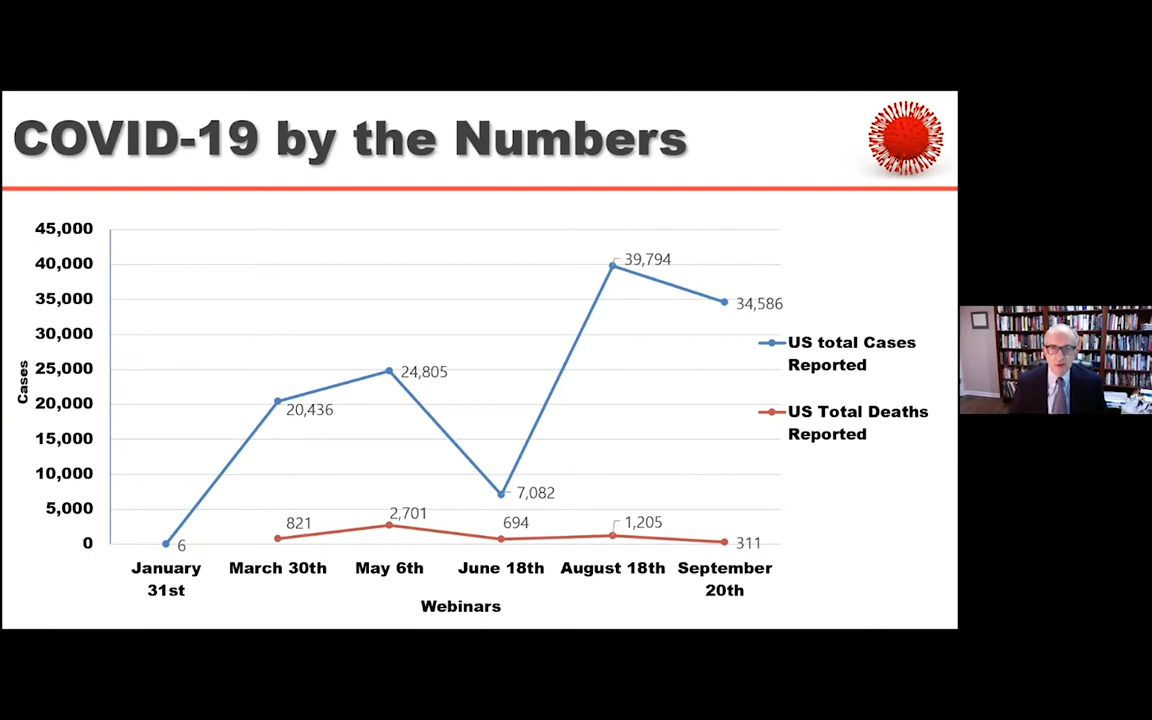 COVID-19 by the Numbers
45,000
40,000
35,000
30,000
25,000
20,000
15,000
10,000
5,000
0
Cases
6
20,436
24,805
7,082
39,794
34,586
821
2,701
694
1,205
311
January 31st
March 30th
May 6th
June 18th
August 18th
September 20th
Webinars
US total Cases
Reported
US Total Deaths
Reported